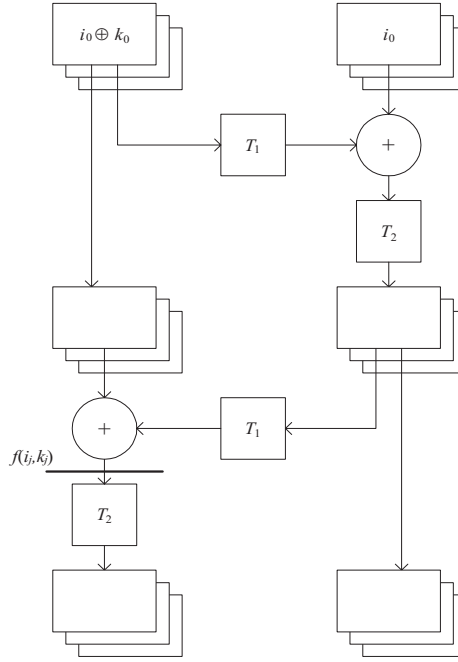 i₀ ⊕ k₀
i₀
T₁
+
T₂
T₁
+
f(iⱼ,kⱼ)
T₂